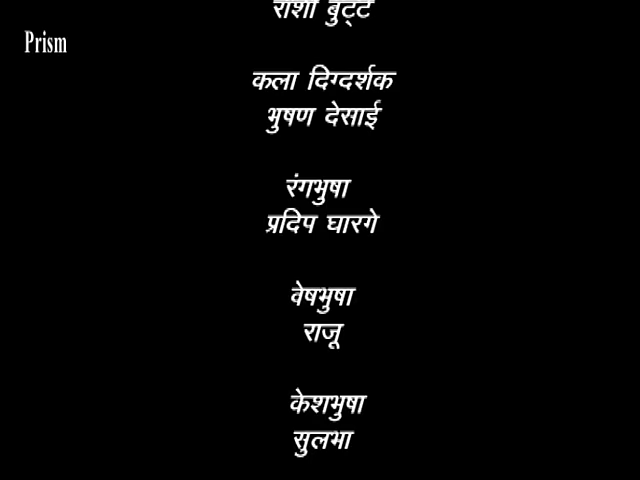 राशी बुट्ट
Prism
कला दिग्दर्शक
भुषण देसाई
रंगभुषा
प्रदिप घारगे
वेषभुषा
राजू
केशभुषा
सुलभा